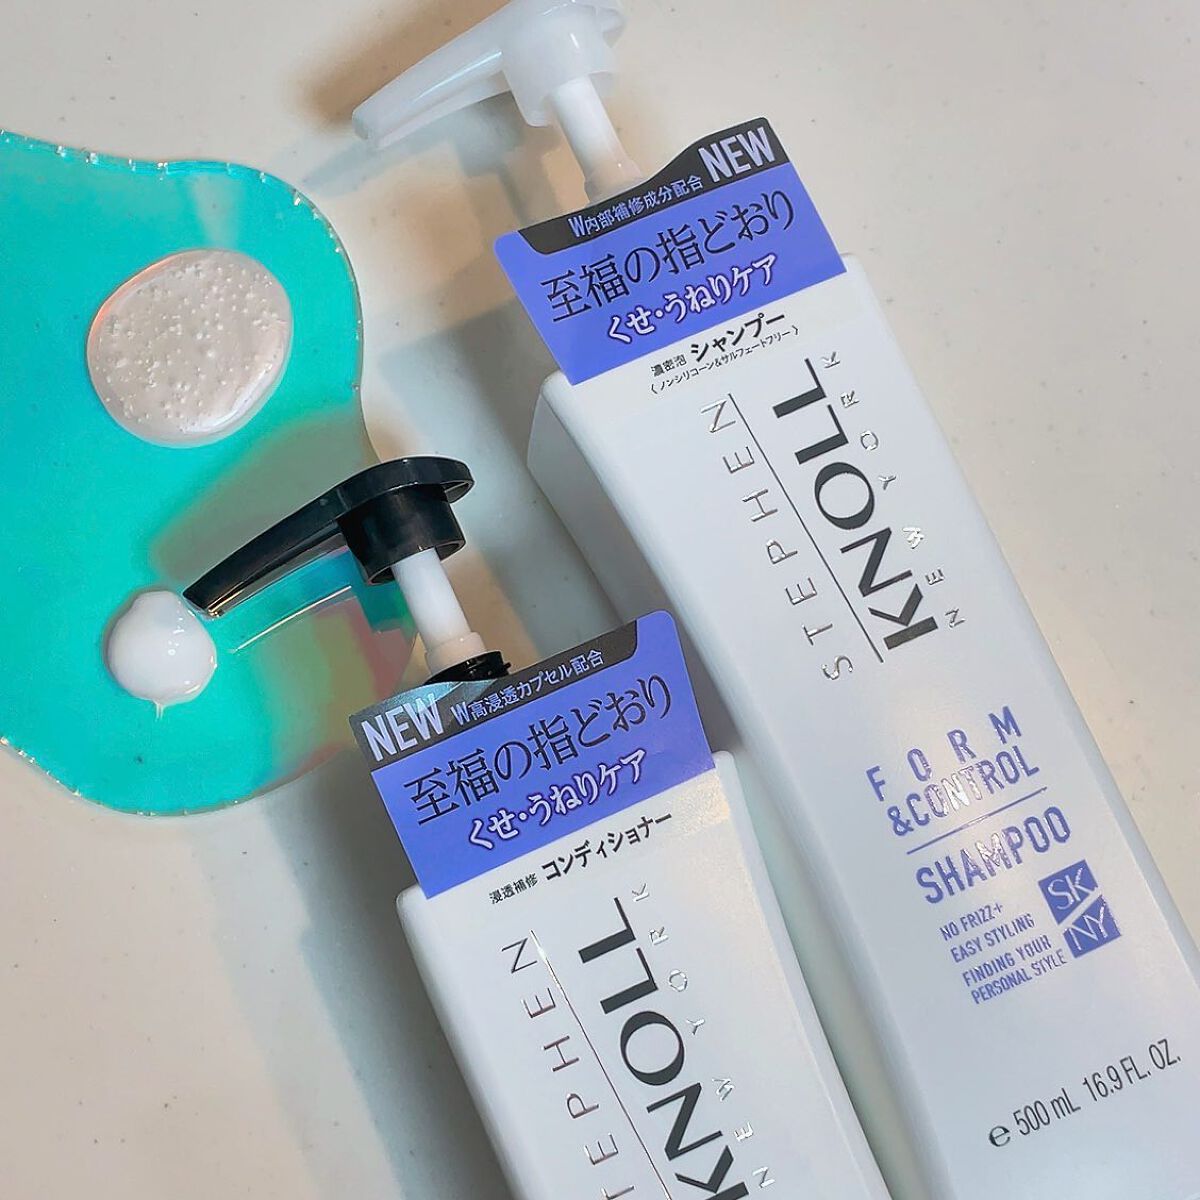 NEW
W内部補修成分配合
至福の指どおり
くせ・うねりケア
濃密泡 シャンプー
〈ノンシリコーン&サルフェートフリー〉
STEPHEN
KNOLL
NEW YORK
FORM
&CONTROL
SHAMPOO
NO FRIZZ+
EASY STYLING
FINDING YOUR
PERSONAL STYLE
SK
NY
e 500 mL 16.9 FL. OZ.
NEW
W高浸透カプセル配合
至福の指どおり
くせ・うねりケア
浸透補修 コンディショナー
STEPHEN
KNOLL
NEW YORK